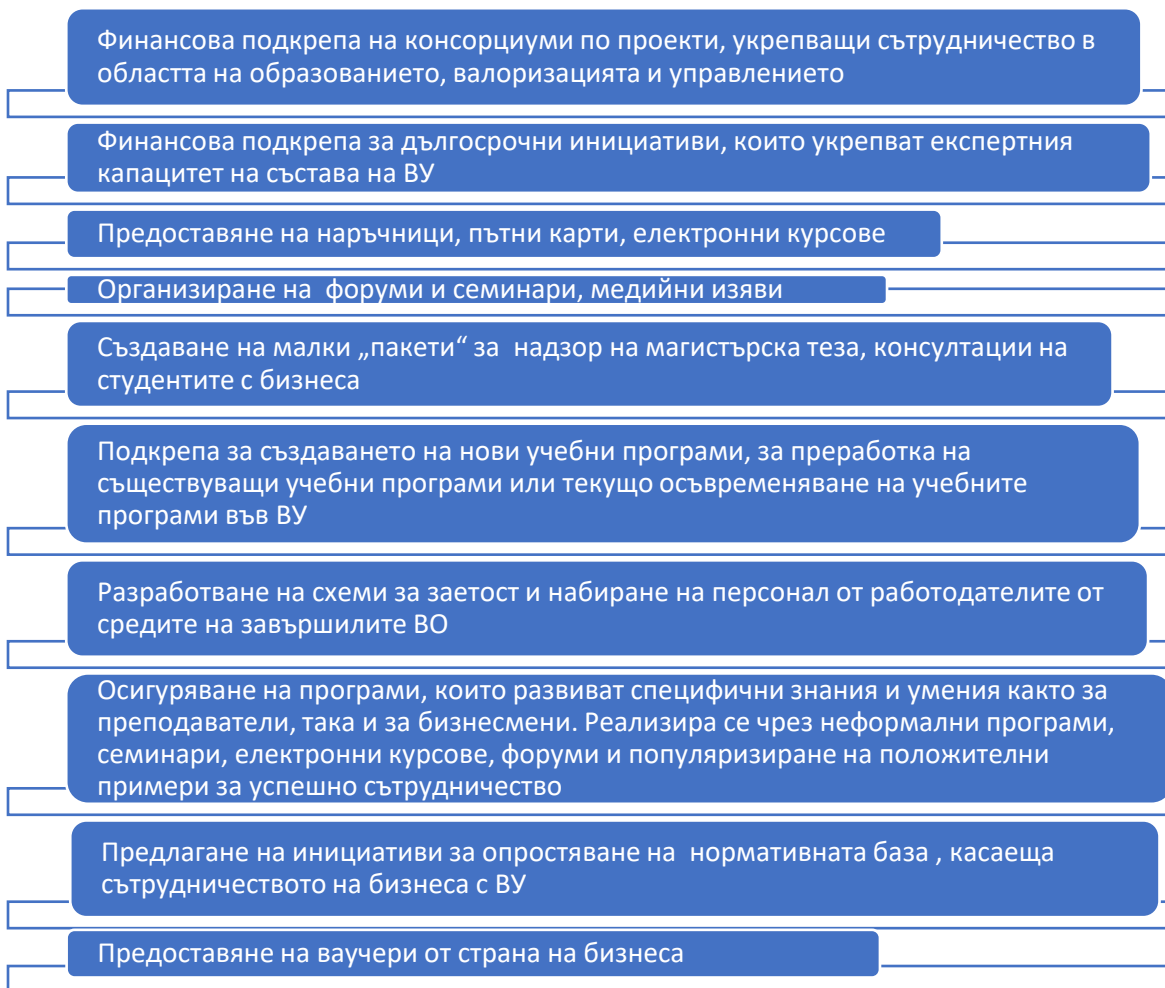 Финансова подкрепа на консорциуми по проекти, укрепващи сътрудничество в
областта на образованието, валоризацията и управлението
Финансова подкрепа за дългосрочни инициативи, които укрепват експертния
капацитет на състава на ВУ
Предоставяне на наръчници, пътни карти, електронни курсове
Организиране на форуми и семинари, медийни изяви
Създаване на малки „пакети“ за надзор на магистърска теза, консултации на
студентите с бизнеса
Подкрепа за създаването на нови учебни програми, за преработка на
съществуващи учебни програми или текущо осъвременяване на учебните
програми във ВУ
Разработване на схеми за заетост и набиране на персонал от работодателите от
средите на завършилите ВО
Осигуряване на програми, които развиват специфични знания и умения както за
преподаватели, така и за бизнесмени. Реализира се чрез неформални програми,
семинари, електронни курсове, форуми и популяризиране на положителни
примери за успешно сътрудничество
Предлагане на инициативи за опростяване на нормативната база , касаеща
сътрудничеството на бизнеса с ВУ
Предоставяне на ваучери от страна на бизнеса